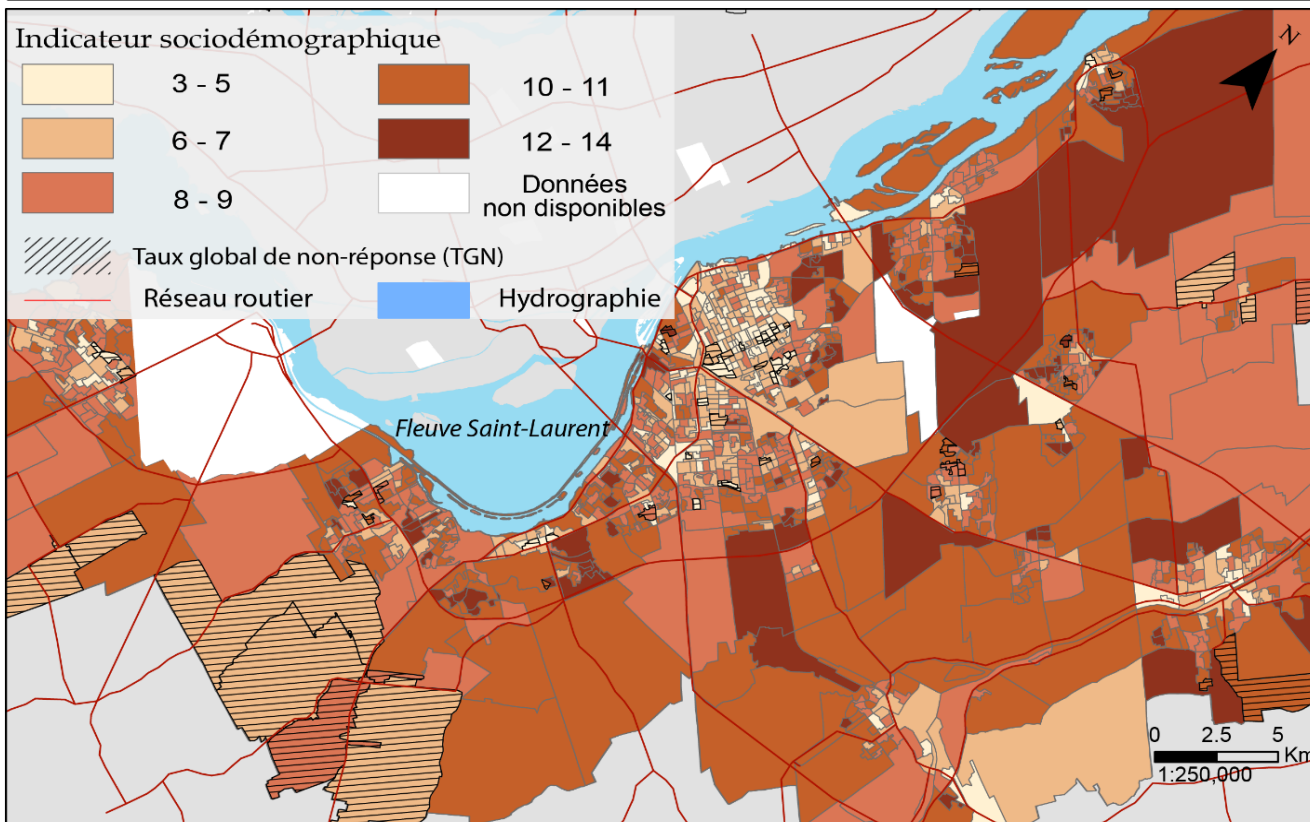 Indicateur sociodémographique
3 - 5
10 - 11
6 - 7
12 - 14
8 - 9
Données
non disponibles
Taux global de non-réponse (TGN)
Réseau routier
Hydrographie
N
Fleuve Saint-Laurent
0 2.5 5
Km
1:250,000